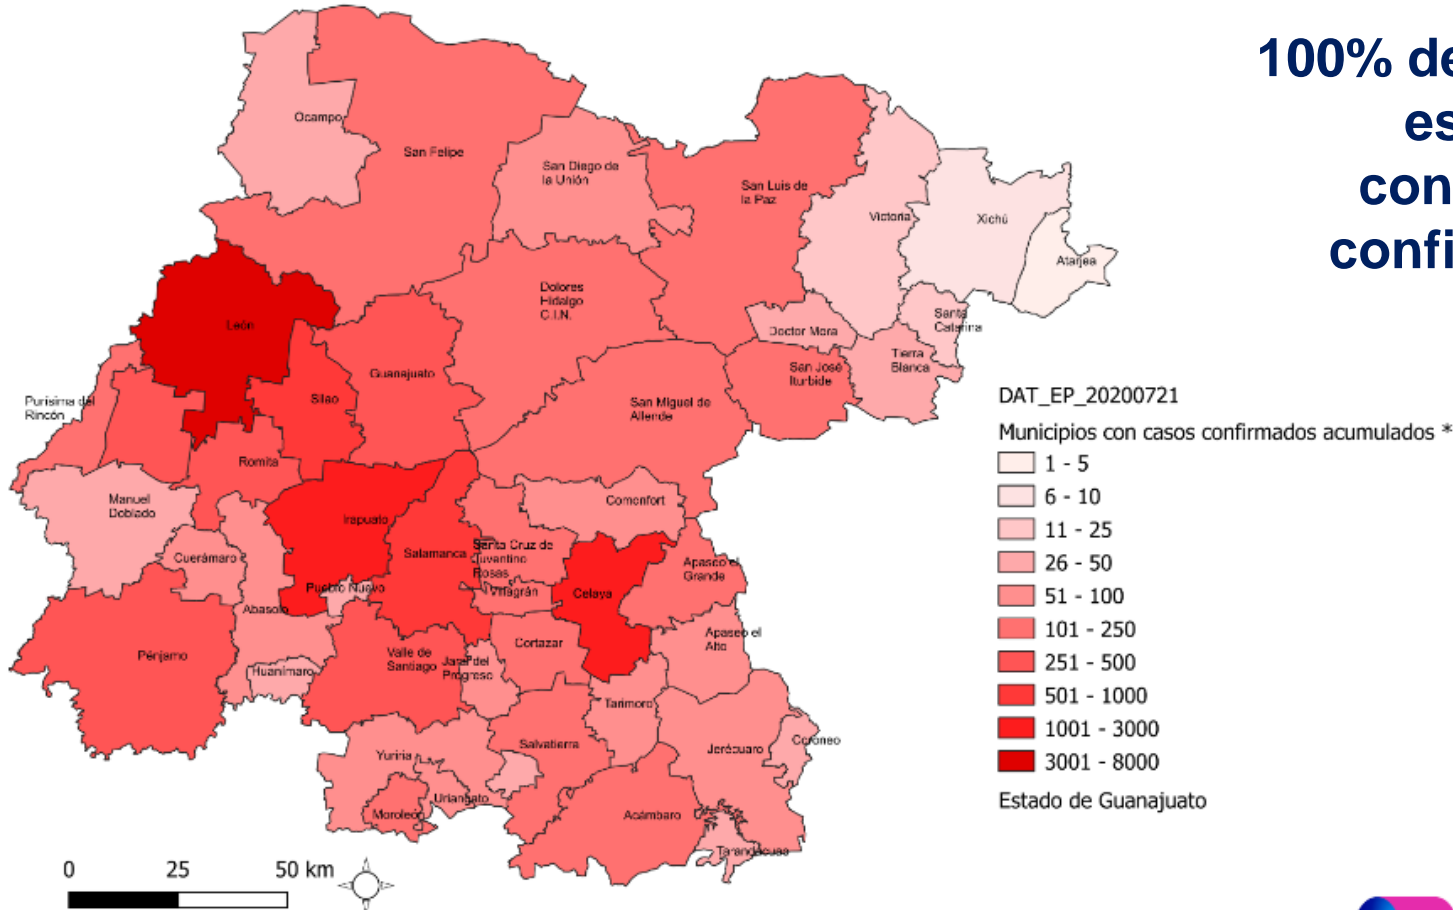 100% de
es
con
confi
Ocampo
San Felipe
San Diego de
la Unión
San Luis de
la Paz
Victoria
Xichú
Atarjea
León
Dolores
Hidalgo
C.I.N.
Santa
Catarina
Doctor Mora
Tierra
Blanca
San José
Iturbide
Guanajuato
Silao
Purísima del
Rincón
San Miguel de
Allende
Romita
Manuel
Doblado
Irapuato
Comonfort
Cuerámaro
Salamanca
Santa Cruz de
Juventino
Rosas
Villagrán
Apaseo el
Grande
Celaya
Pueblo Nuevo
Abasolo
Pénjamo
Valle de
Santiago
Jaral del
Progreso
Cortazar
Apaseo el
Alto
Huanímaro
Tarimoro
Yuriria
Salvatierra
Jerécuaro
Coroneo
Uriangato
Moroleón
Acámbaro
Tarandacuao
DAT_EP_20200721
Municipios con casos confirmados acumulados *
1 - 5
6 - 10
11 - 25
26 - 50
51 - 100
101 - 250
251 - 500
501 - 1000
1001 - 3000
3001 - 8000
Estado de Guanajuato
0 25 50 km